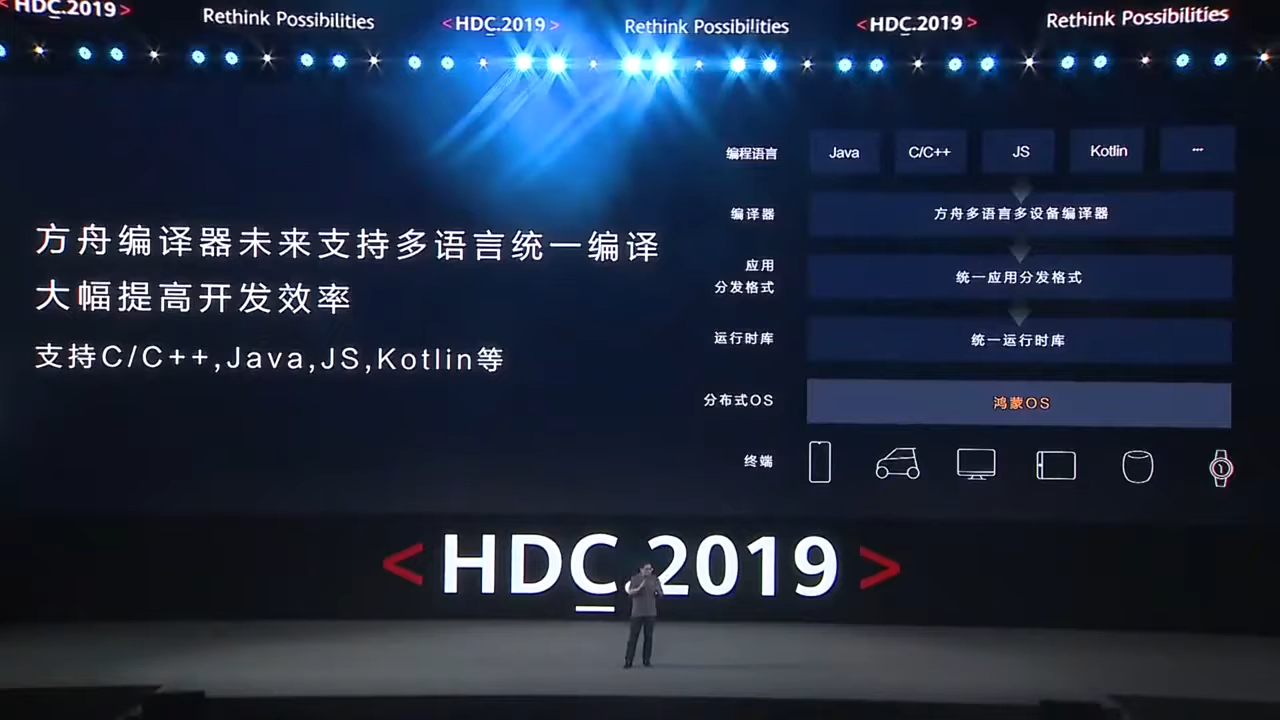 <HDC.2019>
Rethink Possibilities
<HDC.2019>
Rethink Possibilities
<HDC.2019>
Rethink Possibilities
方舟编译器未来支持多语言统一编译
大幅提高开发效率
支持C/C++,Java,JS,Kotlin等
编程语言
Java
C/C++
JS
Kotlin
...
编译器
方舟多语言多设备编译器
应用
分发格式
统一应用分发格式
运行时库
统一运行时库
分布式OS
鸿蒙OS
终端
<HDC.2019>